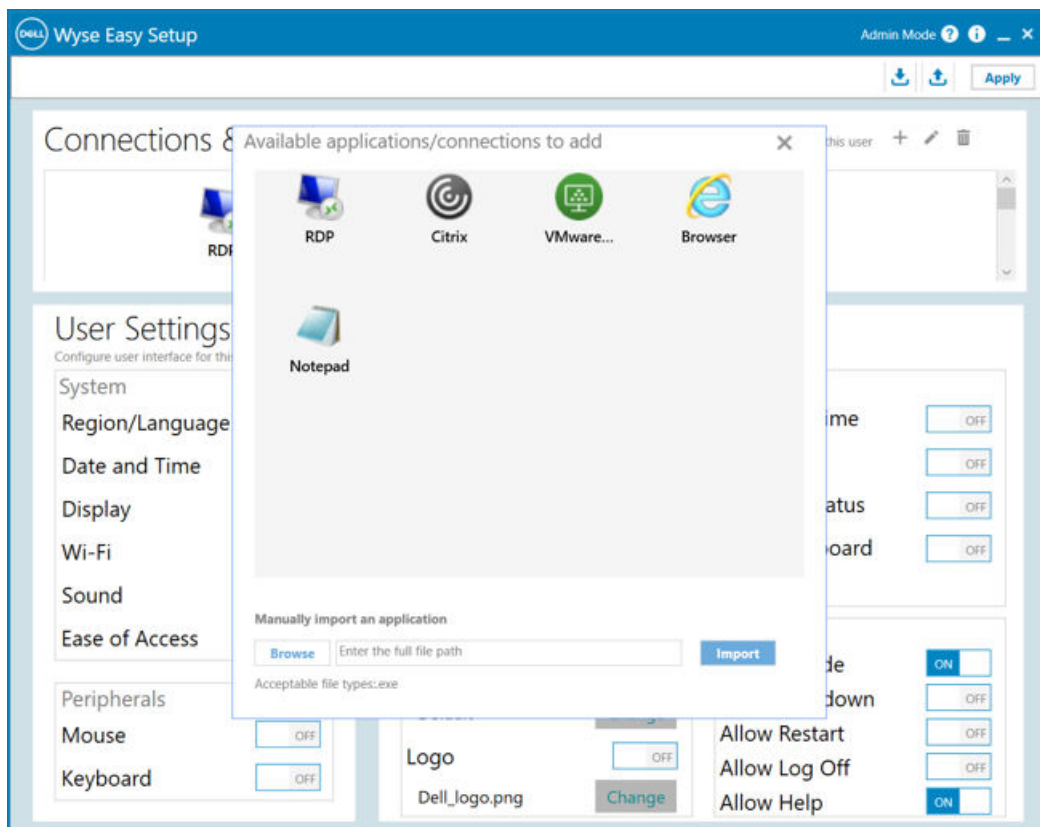 DELL Wyse Easy Setup Admin Mode ? i
Apply
Connections & this user
RDP
Available applications/connections to add
RDP Citrix VMware... Browser
Notepad
Manually import an application
Browse Enter the full file path Import
Acceptable file types:.exe
User Settings
Configure user interface for this
System
Region/Language
Date and Time
Display
Wi-Fi
Sound
Ease of Access
Peripherals
Mouse OFF
Keyboard OFF
Logo OFF
Dell_logo.png Change
ime OFF
OFF
atus OFF
oard OFF
de ON
down OFF
Allow Restart OFF
Allow Log Off OFF
Allow Help ON